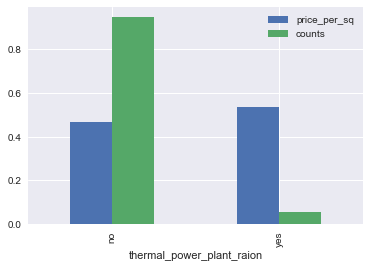 price_per_sq
counts
0.8
0.6
0.4
0.2
0.0
no
yes
thermal_power_plant_raion